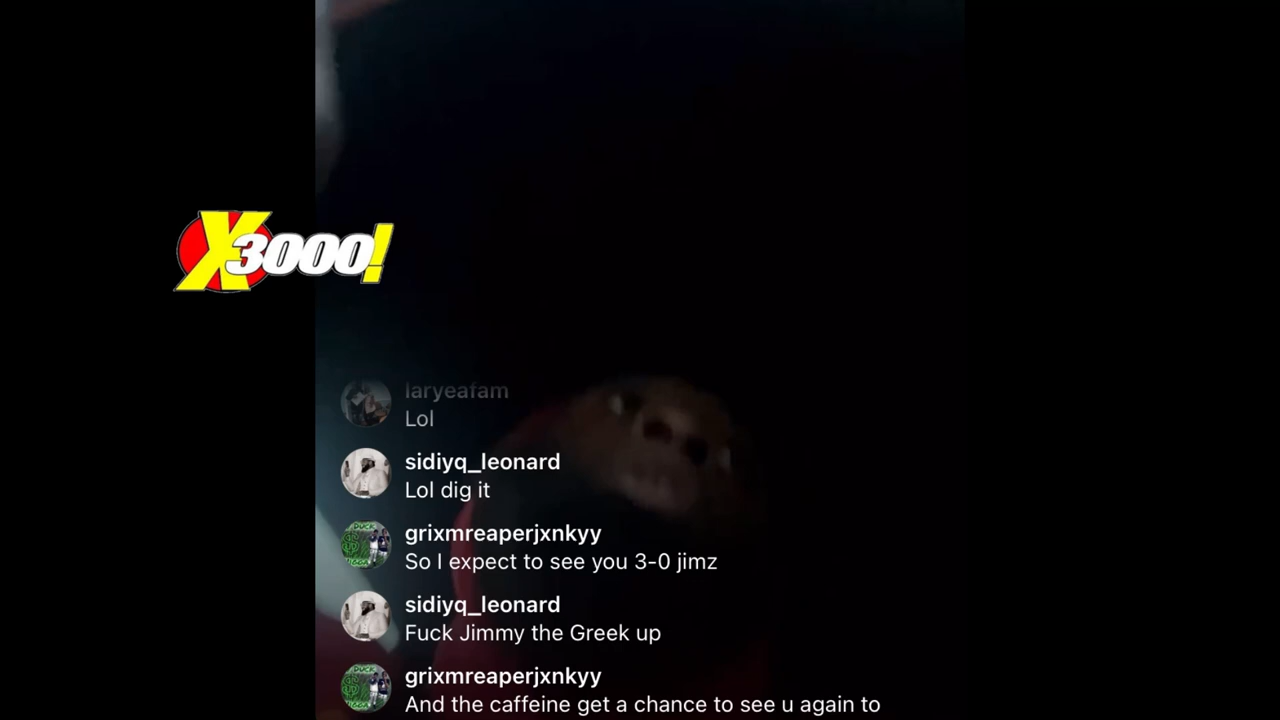 X3000!
laryeafam
Lol
sidiyq_leonard
Lol dig it
grixmreaperjxnkyy
So I expect to see you 3-0 jimz
sidiyq_leonard
Fuck Jimmy the Greek up
grixmreaperjxnkyy
And the caffeine get a chance to see u again to